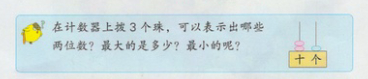 在计数器上拨3个珠，可以表示出哪些
两位数？最大的是多少？最小的呢？
十 个